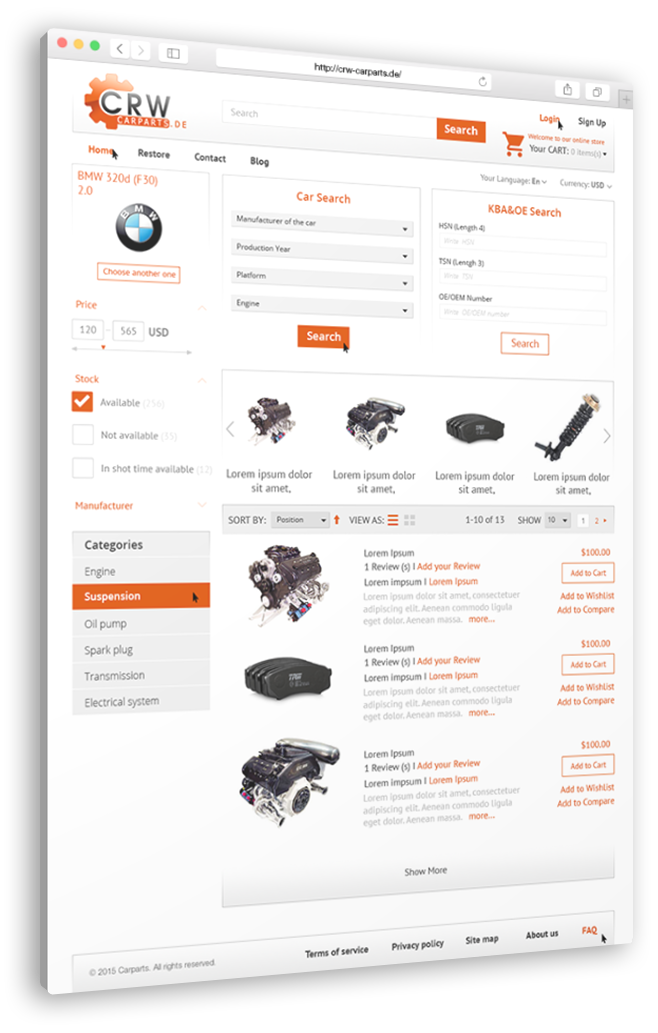 http://crw-carparts.de/
CRW
CARPARTS.DE
Search
Search
Login
Sign Up
Welcome to our online store
Your CART: 0 items(s)
Home
Restore
Contact
Blog
Your Language: En
Currency: USD
BMW 320d (F30)
2.0
BMW
Choose another one
Price
120 - 565 USD
Stock
Available (256)
Not available (35)
In shot time available (12)
Manufacturer
Categories
Engine
Suspension
Oil pump
Spark plug
Transmission
Electrical system
Car Search
Manufacturer of the car
Production Year
Platform
Engine
Search
KBA&OE Search
HSN (Length 4)
Write HSV
TSN (Length 3)
Write TSV
OE/OEM Number
Write OE/OEW number
Search
Lorem ipsum dolor
sit amet,
Lorem ipsum dolor
sit amet,
Lorem ipsum dolor
sit amet,
Lorem ipsum dolor
sit amet,
SORT BY: Position VIEW AS: 1-10 of 13 SHOW 10 1 2
Lorem Ipsum
1 Review (s) I Add your Review
Lorem impsum I Lorem Ipsum
Lorem ipsum dolor sit amet, consectetuer
adipiscing elit. Aenean commodo ligula
eget dolor. Aenean massa. more...
$100.00
Add to Cart
Add to Wishlist
Add to Compare
TRW
Lorem Ipsum
1 Review (s) I Add your Review
Lorem impsum I Lorem Ipsum
Lorem ipsum dolor sit amet, consectetuer
adipiscing elit. Aenean commodo ligula
eget dolor. Aenean massa. more...
$100.00
Add to Cart
Add to Wishlist
Add to Compare
Lorem Ipsum
1 Review (s) I Add your Review
Lorem impsum I Lorem Ipsum
Lorem ipsum dolor sit amet, consectetuer
adipiscing elit. Aenean commodo ligula
eget dolor. Aenean massa. more...
$100.00
Add to Cart
Add to Wishlist
Add to Compare
Show More
© 2015 Carparts. All rights reserved.
Terms of service
Privacy policy
Site map
About us
FAQ